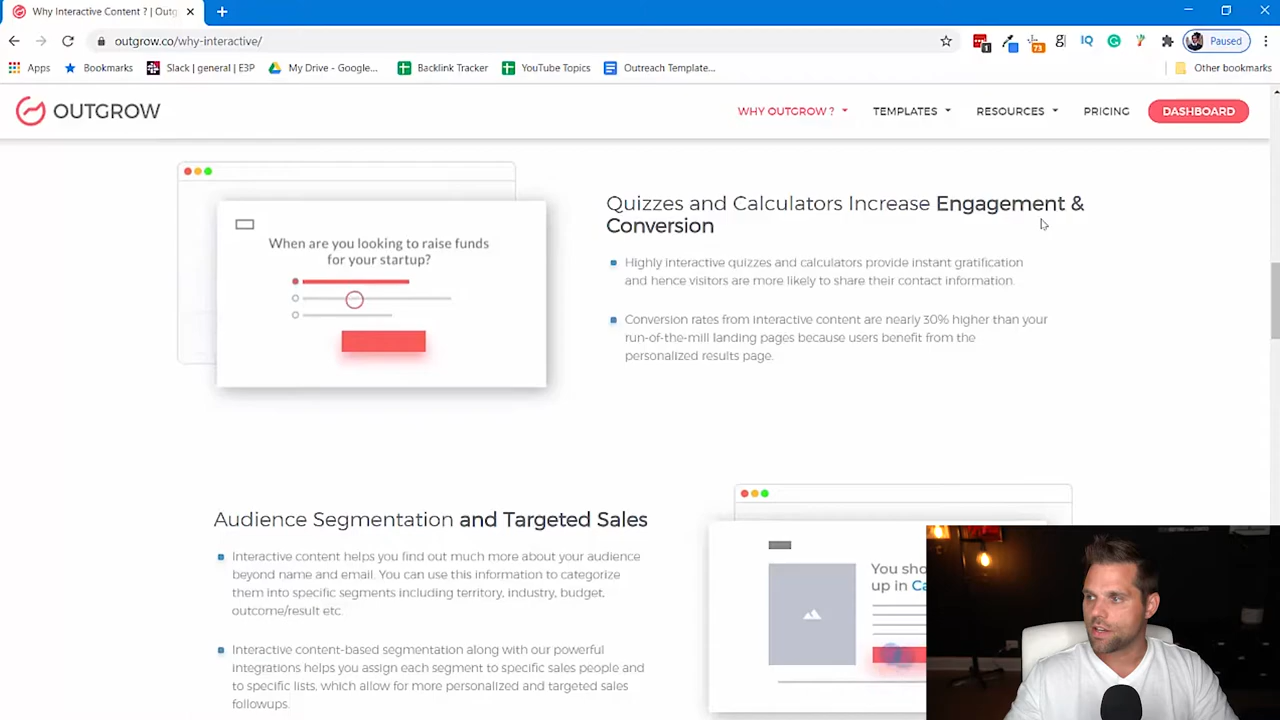 Why Interactive Content ? | Outg
outgrow.co/why-interactive/
1
73
Paused
Apps
Bookmarks
Slack | general | E3P
My Drive - Google...
Backlink Tracker
YouTube Topics
Outreach Template...
Other bookmarks
OUTGROW
WHY OUTGROW ?
TEMPLATES
RESOURCES
PRICING
DASHBOARD
When are you looking to raise funds
for your startup?
Quizzes and Calculators Increase Engagement &
Conversion
Highly interactive quizzes and calculators provide instant gratification
and hence visitors are more likely to share their contact information.
Conversion rates from interactive content are nearly 30% higher than your
run-of-the-mill landing pages because users benefit from the
personalized results page.
Audience Segmentation and Targeted Sales
Interactive content helps you find out much more about your audience
beyond name and email. You can use this information to categorize
them into specific segments including territory, industry, budget,
outcome/result etc.
Interactive content-based segmentation along with our powerful
integrations helps you assign each segment to specific sales people and
to specific lists, which allow for more personalized and targeted sales
followups.
You sho
up in Ca